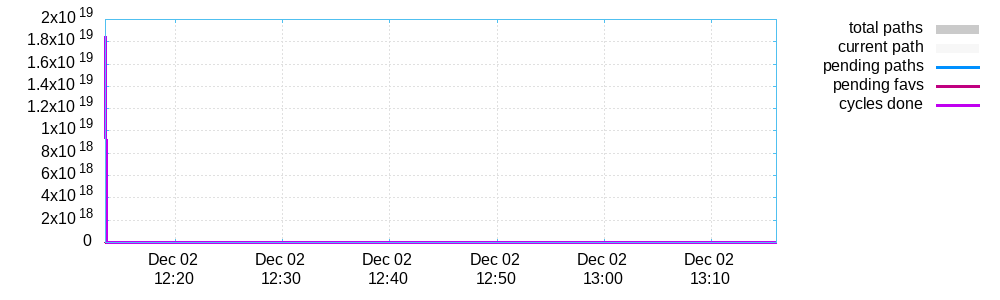 2x10 19
1.8x10 19
1.6x10 19
1.4x10 19
1.2x10 19
1x10 19
8x10 18
6x10 18
4x10 18
2x10 18
0
Dec 02 Dec 02 Dec 02 Dec 02 Dec 02 Dec 02
12:20 12:30 12:40 12:50 13:00 13:10
total paths
current path
pending paths
pending favs
cycles done